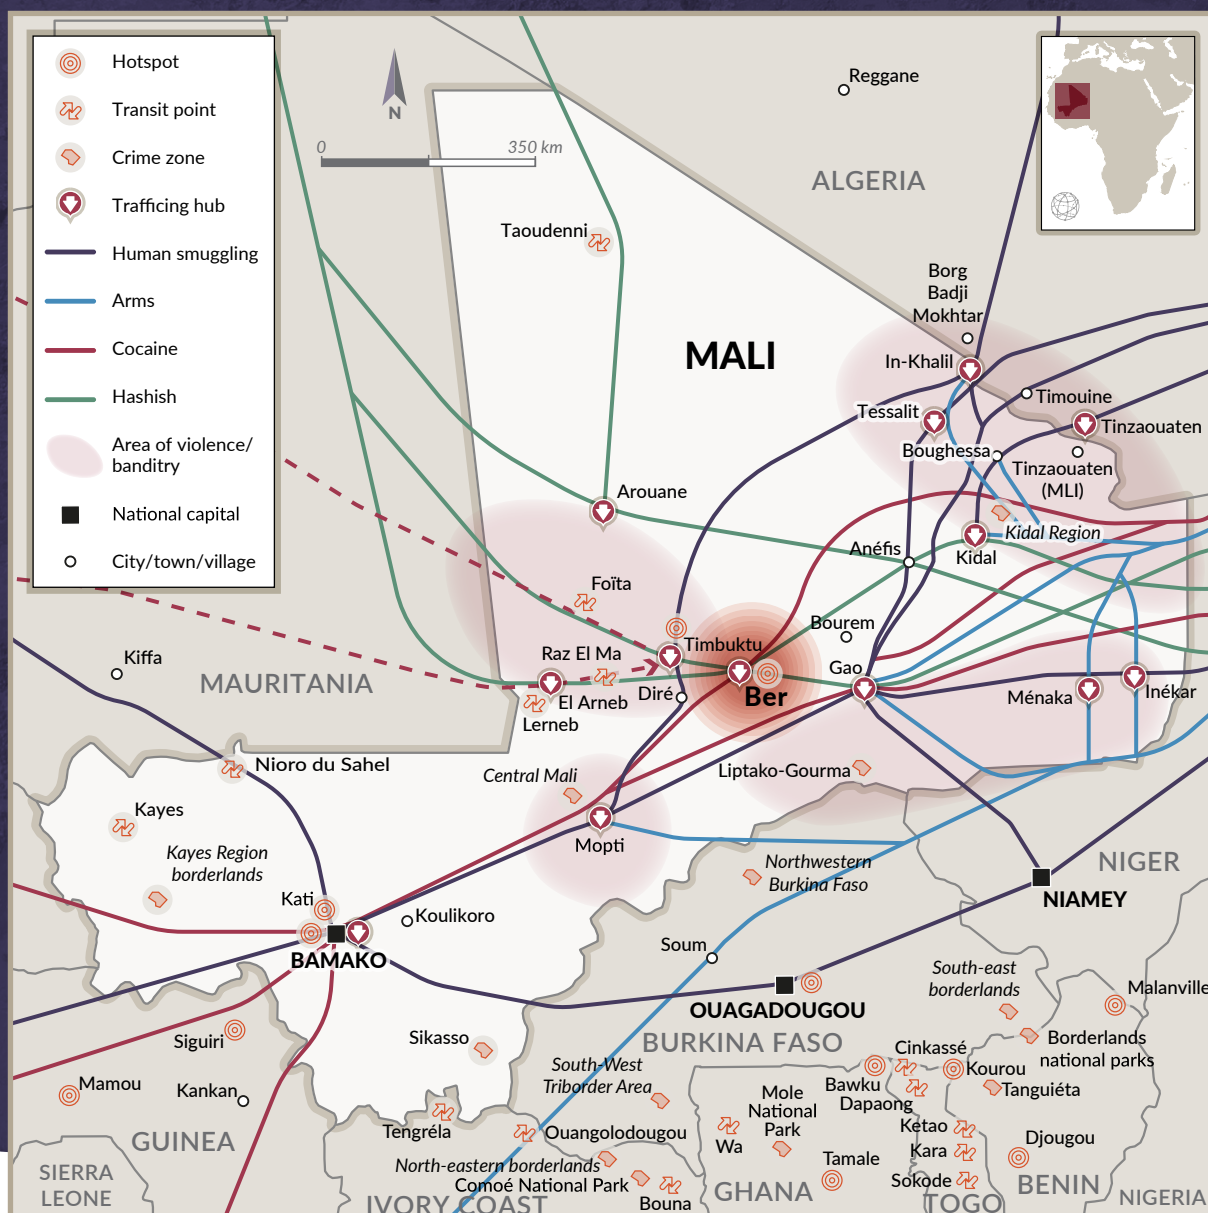 Hotspot
Transit point
Crime zone
Trafficing hub
Human smuggling
Arms
Cocaine
Hashish
Area of violence/
banditry
National capital
City/town/village
N
0
350 km
Reggane
ALGERIA
Taoudenni
Borg
Badji
Mokhtar
MALI
In-Khalil
Timouine
Tessalit
Tinzaouaten
Boughessa
Tinzaouaten
(MLI)
Arouane
Kidal Region
Anéfis
Kidal
Foïta
Bourem
Timbuktu
Raz El Ma
Kiffa
Gao
MAURITANIA
Diré
Ber
Ménaka
Inékar
El Arneb
Lerneb
Nioro du Sahel
Central Mali
Liptako-Gourma
Kayes
Mopti
Kayes Region
borderlands
Northwestern
Burkina Faso
NIGER
Kati
NIAMEY
Koulikoro
BAMAKO
Soum
South-east
borderlands
Malanville
OUAGADOUGOU
Siguiri
Sikasso
BURKINA FASO
Cinkassé
Borderlands
national parks
South-West
Triborder Area
Kourou
Mamou
Kankan
Bawku
Dapaong
Tanguiéta
Mole
National
Park
Tengréla
Ouangolodougou
Wa
Ketao
Djougou
GUINEA
Kara
North-eastern borderlands
Tamale
SIERRA
LEONE
Comoé National Park
Sokode
BENIN
GHANA
IVORY COAST
Bouna
TOGO
NIGERIA